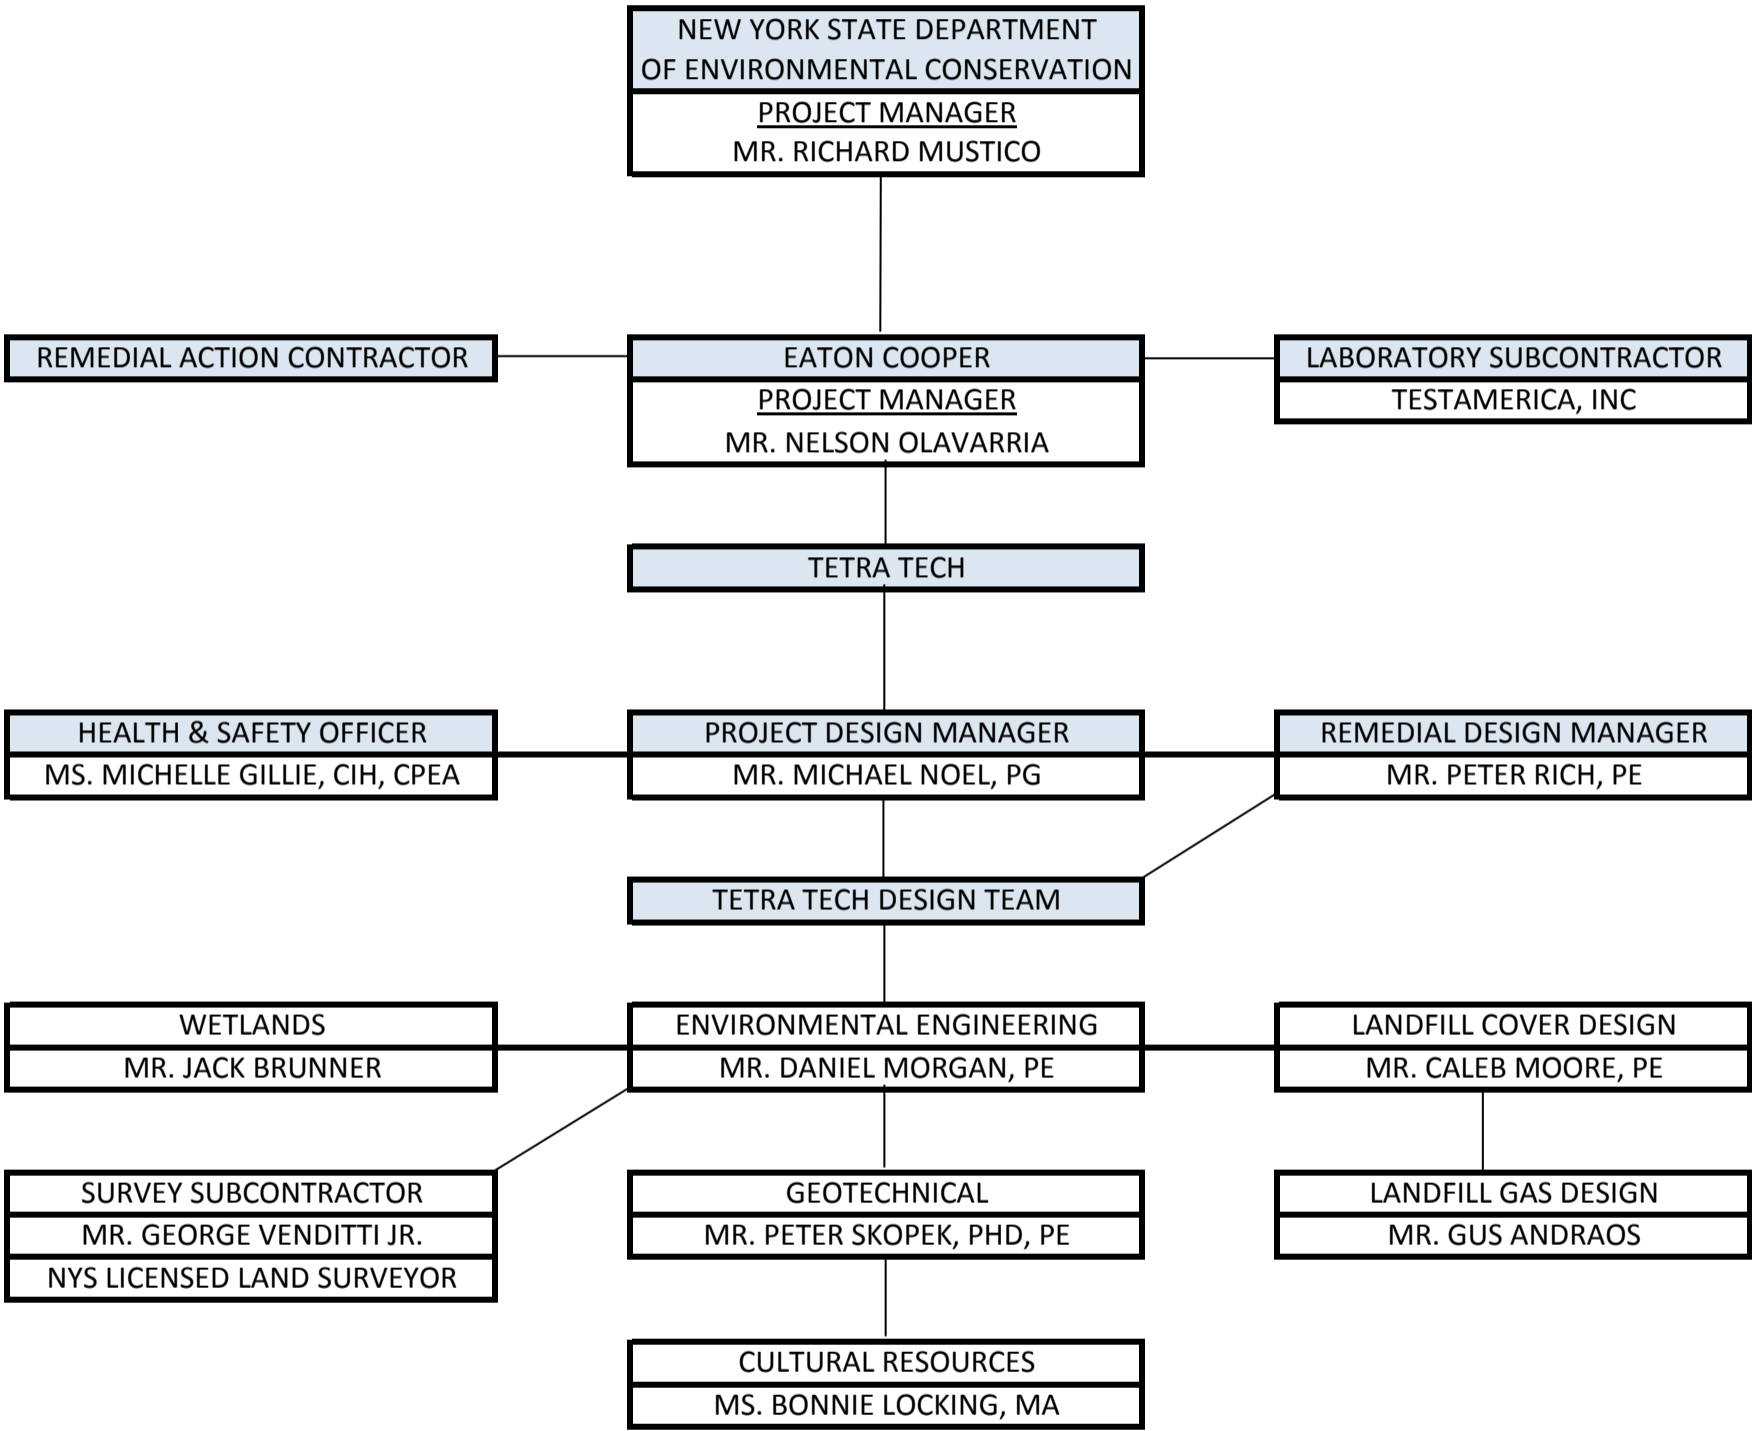 NEW YORK STATE DEPARTMENT
OF ENVIRONMENTAL CONSERVATION
PROJECT MANAGER
MR. RICHARD MUSTICO
REMEDIAL ACTION CONTRACTOR
EATON COOPER
PROJECT MANAGER
MR. NELSON OLAVARRIA
LABORATORY SUBCONTRACTOR
TESTAMERICA, INC
TETRA TECH
HEALTH & SAFETY OFFICER
MS. MICHELLE GILLIE, CIH, CPEA
PROJECT DESIGN MANAGER
MR. MICHAEL NOEL, PG
REMEDIAL DESIGN MANAGER
MR. PETER RICH, PE
TETRA TECH DESIGN TEAM
WETLANDS
MR. JACK BRUNNER
ENVIRONMENTAL ENGINEERING
MR. DANIEL MORGAN, PE
LANDFILL COVER DESIGN
MR. CALEB MOORE, PE
SURVEY SUBCONTRACTOR
MR. GEORGE VENDITTI JR.
NYS LICENSED LAND SURVEYOR
GEOTECHNICAL
MR. PETER SKOPEK, PHD, PE
LANDFILL GAS DESIGN
MR. GUS ANDRAOS
CULTURAL RESOURCES
MS. BONNIE LOCKING, MA